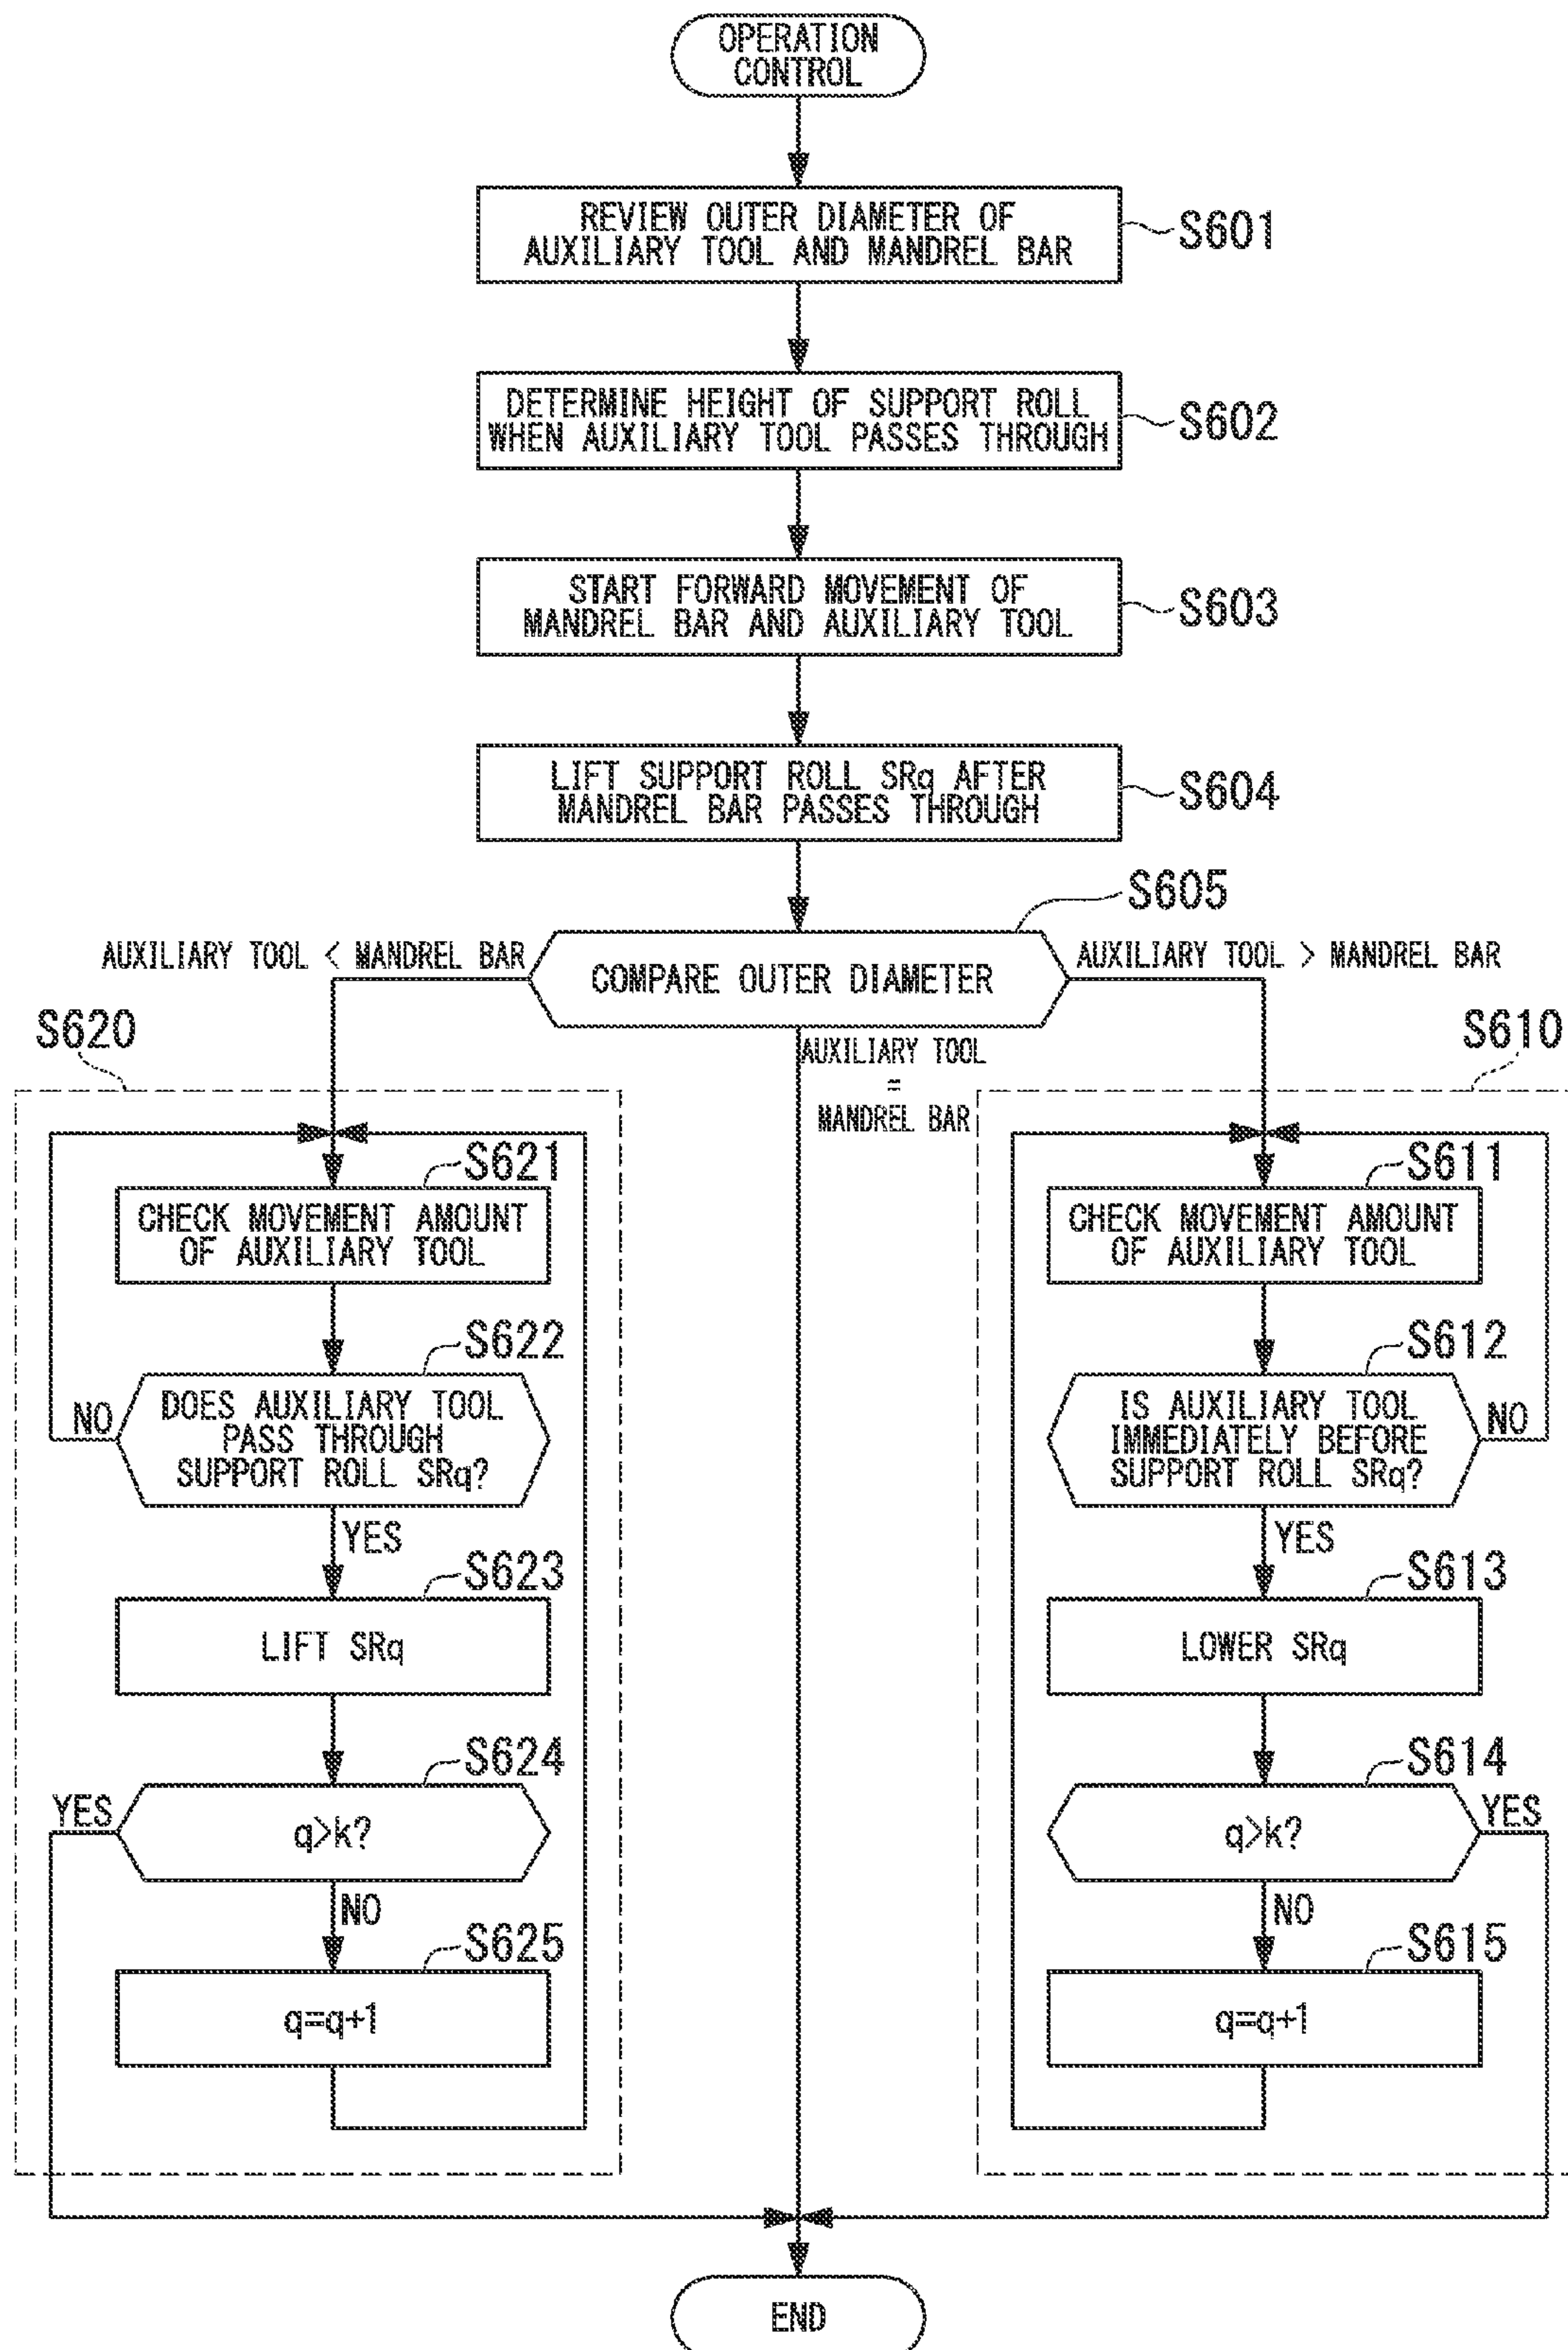 OPERATION
CONTROL
REVIEW OUTER DIAMETER OF
AUXILIARY TOOL AND MANDREL BAR
S601
DETERMINE HEIGHT OF SUPPORT ROLL
WHEN AUXILIARY TOOL PASSES THROUGH
S602
START FORWARD MOVEMENT OF
MANDREL BAR AND AUXILIARY TOOL
S603
LIFT SUPPORT ROLL SRq AFTER
MANDREL BAR PASSES THROUGH
S604
S605
COMPARE OUTER DIAMETER
AUXILIARY TOOL < MANDREL BAR
AUXILIARY TOOL > MANDREL BAR
AUXILIARY TOOL
=
MANDREL BAR
S620
S621
CHECK MOVEMENT AMOUNT
OF AUXILIARY TOOL
S622
DOES AUXILIARY TOOL
PASS THROUGH
SUPPORT ROLL SRq?
NO
YES
S623
LIFT SRq
S624
q>k?
YES
NO
S625
q=q+1
S610
S611
CHECK MOVEMENT AMOUNT
OF AUXILIARY TOOL
S612
IS AUXILIARY TOOL
IMMEDIATELY BEFORE
SUPPORT ROLL SRq?
NO
YES
S613
LOWER SRq
S614
q>k?
YES
NO
S615
q=q+1
END